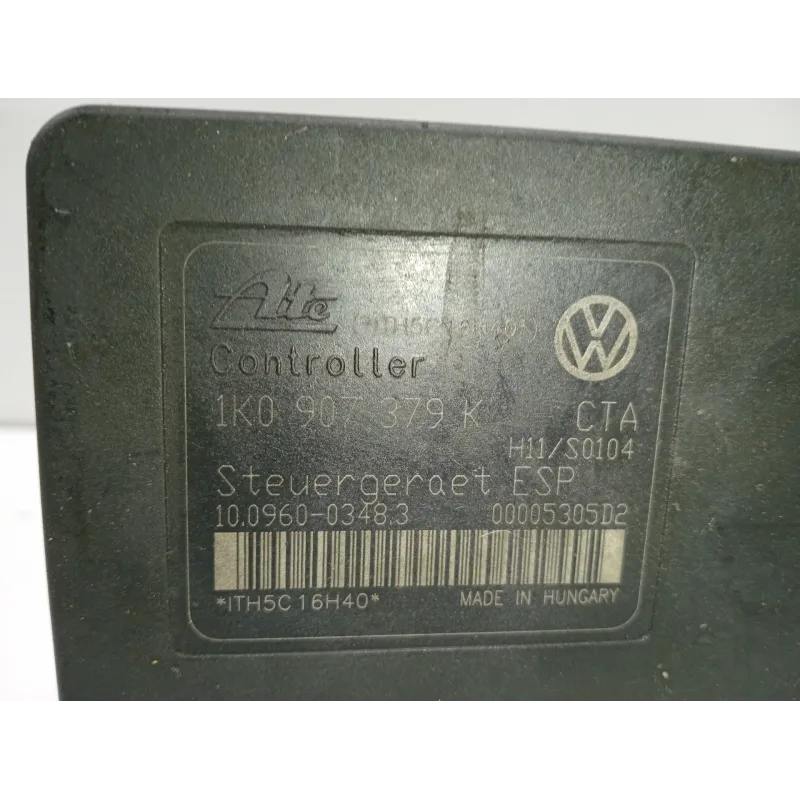 Ate
Controller
1K0 907 379 K CTA
H11/S0104
Steuergeraet ESP
10.0960-0348.3 00005305D2
*ITH5C16H40* MADE IN HUNGARY